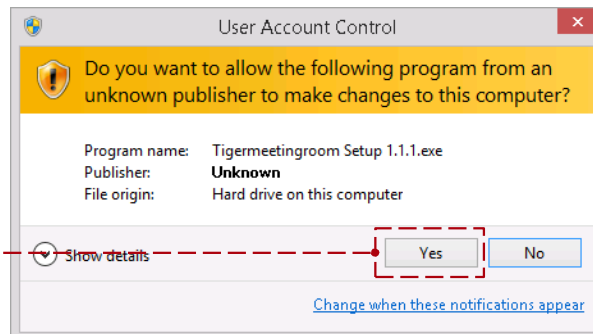 User Account Control
Do you want to allow the following program from an
unknown publisher to make changes to this computer?
Program name: Tigermeetingroom Setup 1.1.1.exe
Publisher: Unknown
File origin: Hard drive on this computer
Show details Yes No
Change when these notifications appear